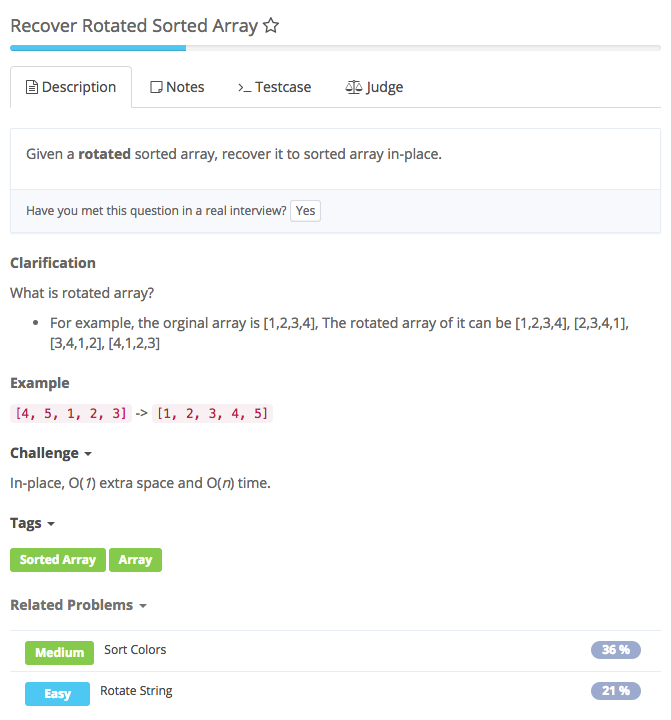 Recover Rotated Sorted Array
Description
Notes
Testcase
Judge
Given a rotated sorted array, recover it to sorted array in-place.
Have you met this question in a real interview? Yes
Clarification
What is rotated array?
• For example, the orginal array is [1,2,3,4], The rotated array of it can be [1,2,3,4], [2,3,4,1],
[3,4,1,2], [4,1,2,3]
Example
[4, 5, 1, 2, 3] -> [1, 2, 3, 4, 5]
Challenge
In-place, O(1) extra space and O(n) time.
Tags
Sorted Array Array
Related Problems
Medium Sort Colors 36 %
Easy Rotate String 21 %